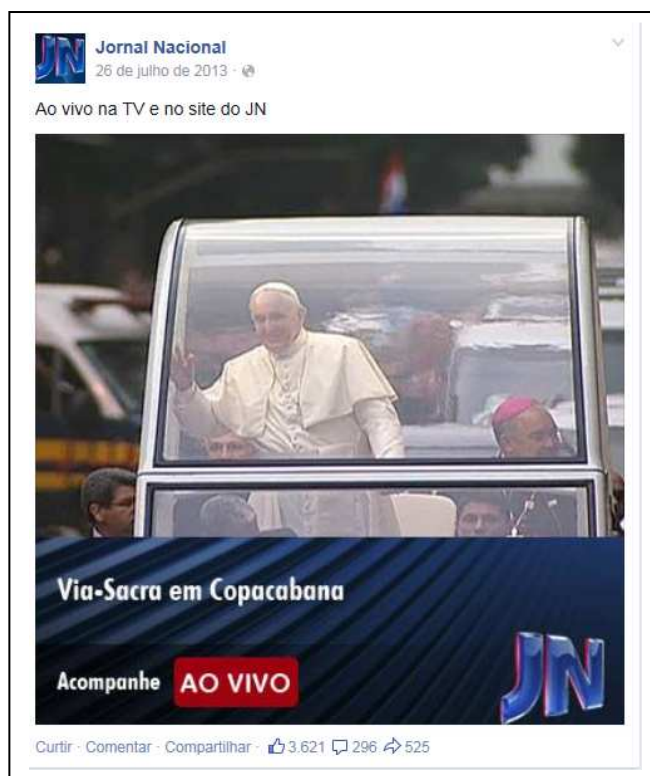 JN Jornal Nacional
26 de julho de 2013 ·
Ao vivo na TV e no site do JN
Via-Sacra em Copacabana
Acompanhe AO VIVO
JN
Curtir · Comentar · Compartilhar · 3.621 296 525